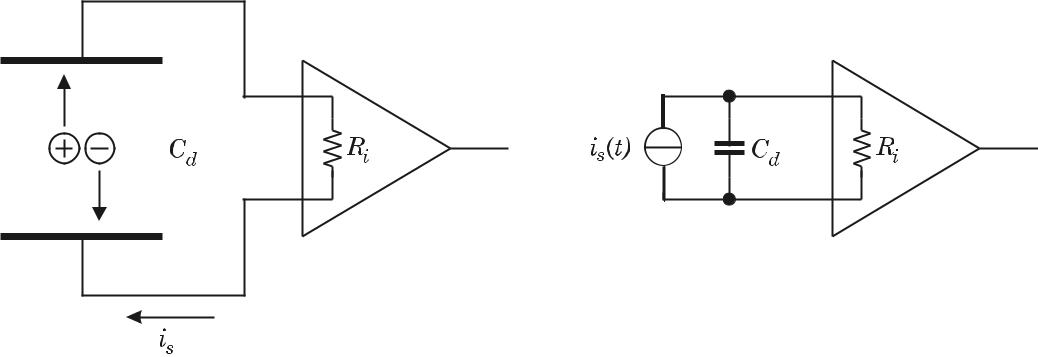 + −
C_d
R_i
i_s
i_s(t)
C_d
R_i